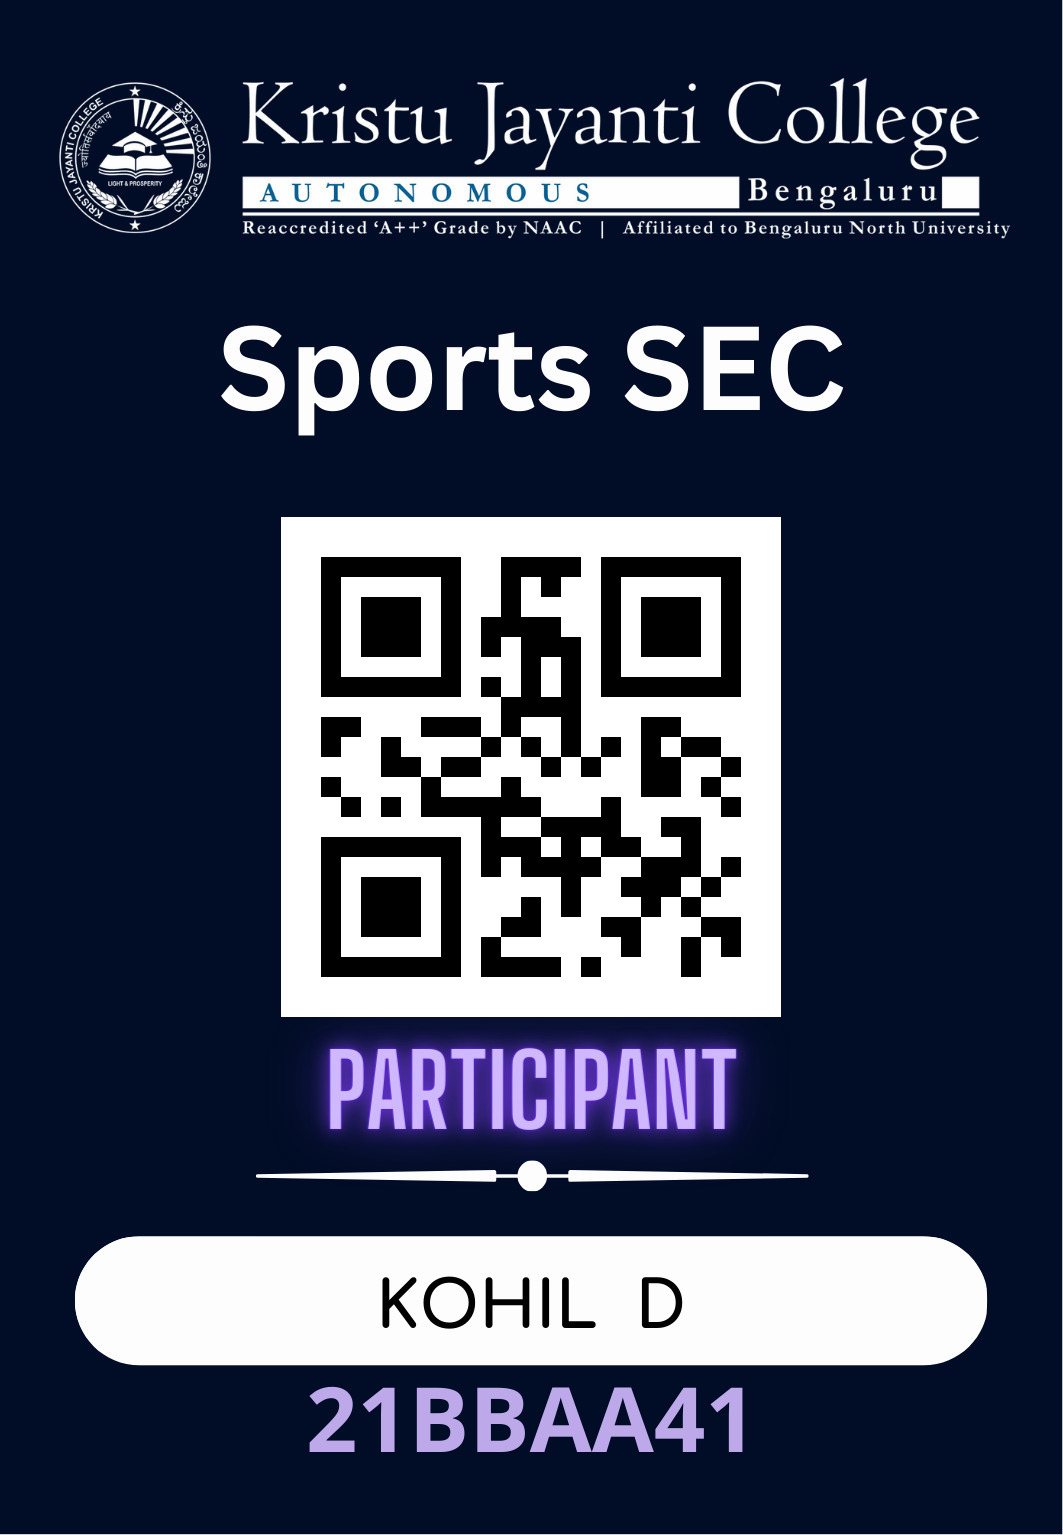 Kristu Jayanti College
AUTONOMOUS Bengaluru
Reaccredited ‘A++’ Grade by NAAC | Affiliated to Bengaluru North University
KRISTU JAYANTI COLLEGE
LIGHT & PROSPERITY
Sports SEC
PARTICIPANT
KOHIL D
21BBAA41